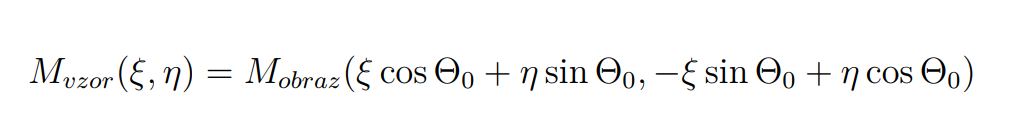 M_{vzor}(ξ, η) = M_{obraz}(ξ cos Θ_0 + η sin Θ_0, −ξ sin Θ_0 + η cos Θ_0)